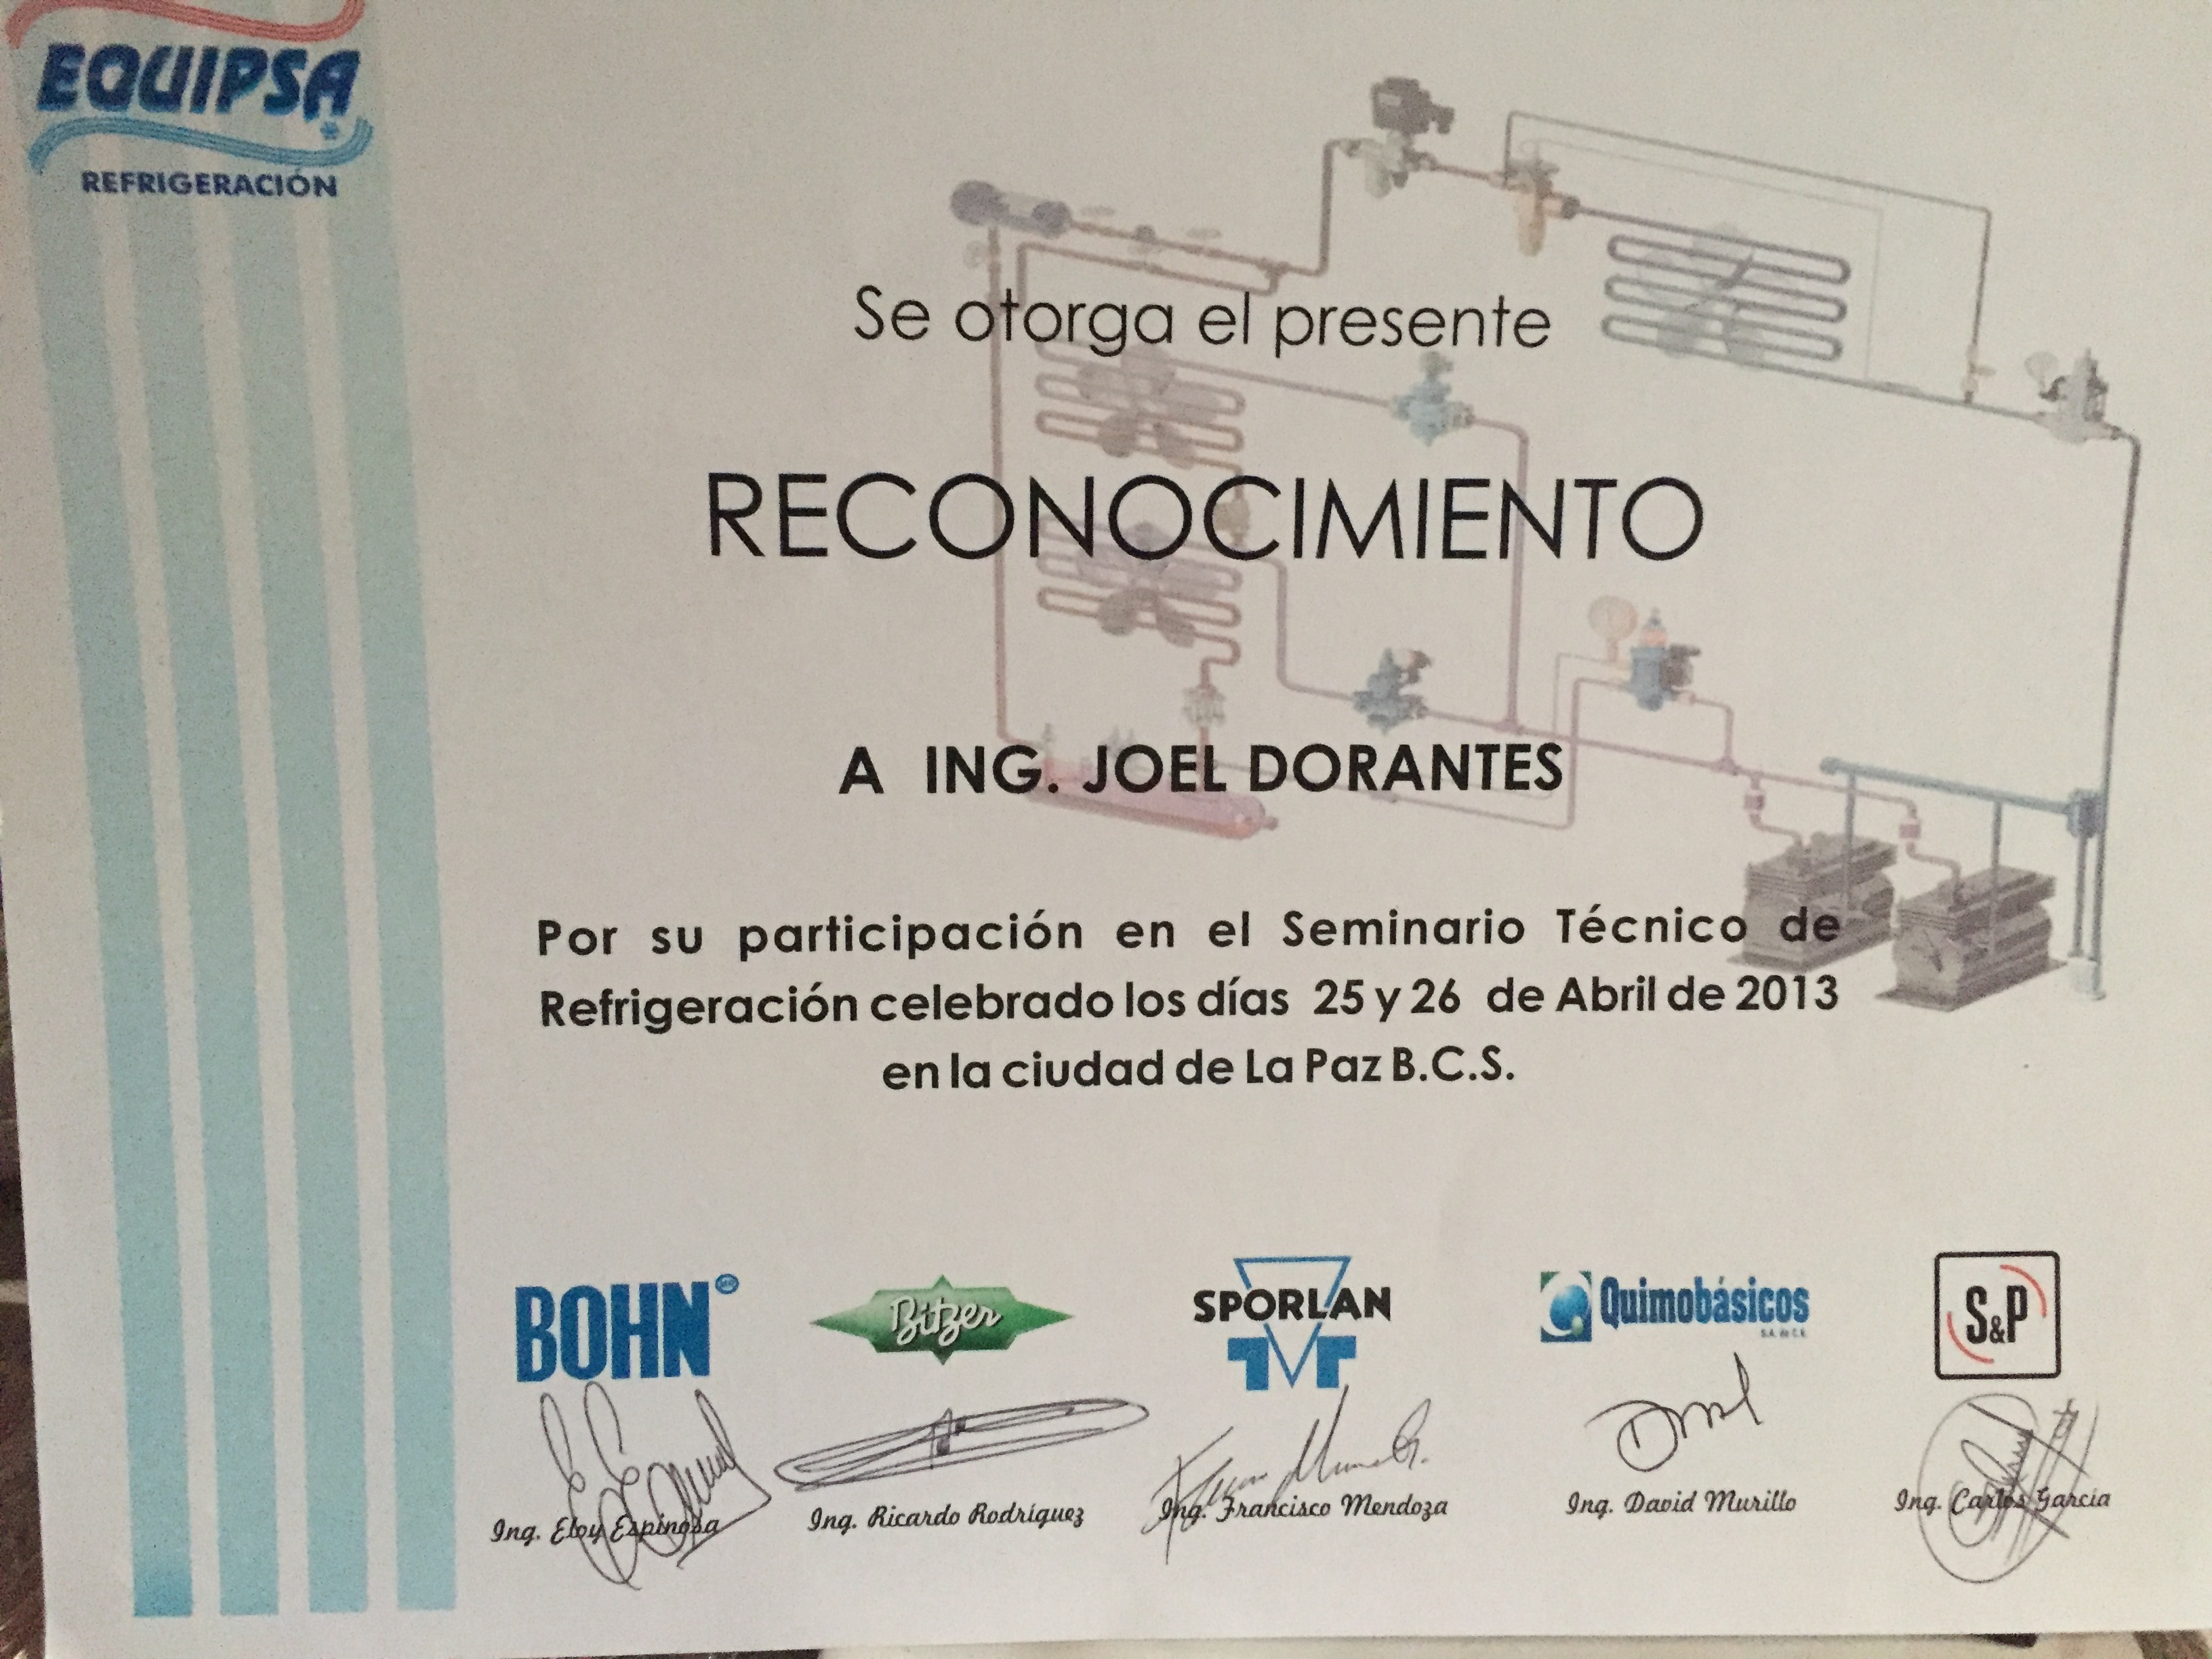 EQUIPSA
REFRIGERACIÓN
Se otorga el presente
RECONOCIMIENTO
A ING. JOEL DORANTES
Por su participación en el Seminario Técnico de
Refrigeración celebrado los días 25 y 26 de Abril de 2013
en la ciudad de La Paz B.C.S.
BOHN
Bitzer
SPORLAN
Quimobásicos
S.A. de C.V.
S&P
Ing. Eloy Espinosa
Ing. Ricardo Rodríguez
Ing. Francisco Mendoza
Ing. David Murillo
Ing. Carlos García